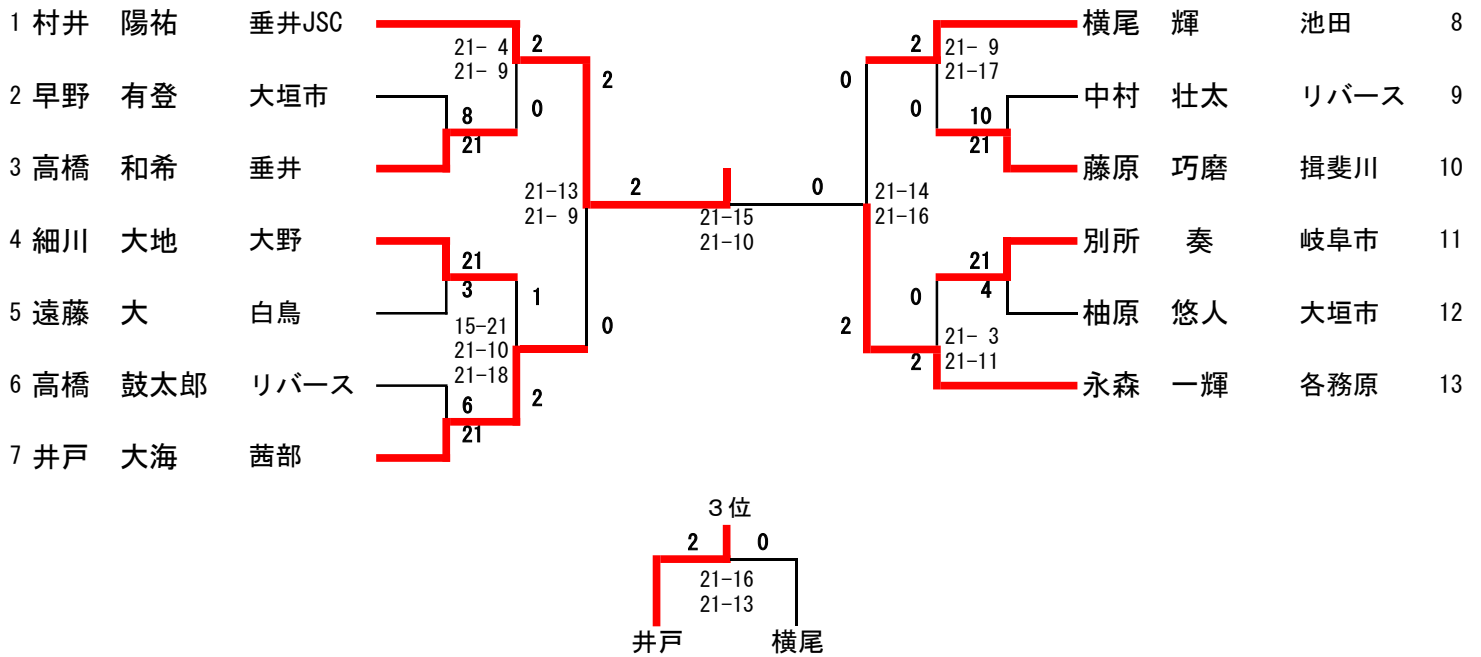 1 村井 陽祐 垂井JSC
2 早野 有登 大垣市
3 高橋 和希 垂井
4 細川 大地 大野
5 遠藤 大 白鳥
6 高橋 鼓太郎 リバース
7 井戸 大海 茜部
21- 4 2
21- 9
0
8
21
2
21-13
21- 9
21
3
1
15-21
21-10
21-18
0
2
6
21
2
0
21-15
21-10
横尾 輝 池田 8
中村 壮太 リバース 9
藤原 巧磨 揖斐川 10
別所 奏 岐阜市 11
柚原 悠人 大垣市 12
永森 一輝 各務原 13
2 21- 9
21-17
0
0
10
21
21-14
21-16
21
4
0
2
21- 3
21-11
2
3位
2 0
21-16
21-13
井戸 横尾